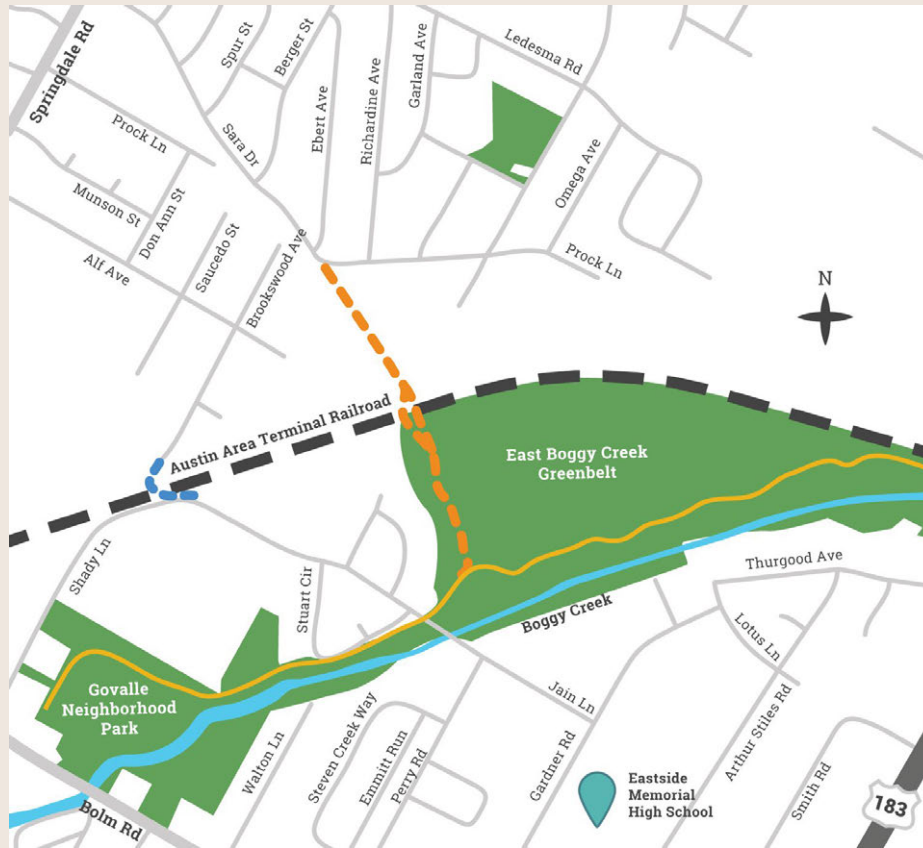 Springdale Rd
Spur St
Berger St
Ebert Ave
Richardine Ave
Garland Ave
Ledesma Rd
Prock Ln
Sara Dr
Omega Ave
Munson St
Don Ann St
Saucedo St
Brookswood Ave
Prock Ln
Alf Ave
N
Austin Area Terminal Railroad
East Boggy Creek
Greenbelt
Shady Ln
Stuart Cir
Thurgood Ave
Boggy Creek
Lotus Ln
Govalle
Neighborhood
Park
Jain Ln
Walton Ln
Steven Creek Way
Emmitt Run
Perry Rd
Gardner Rd
Arthur Stiles Rd
Smith Rd
Eastside
Memorial
High School
183
Bolm Rd